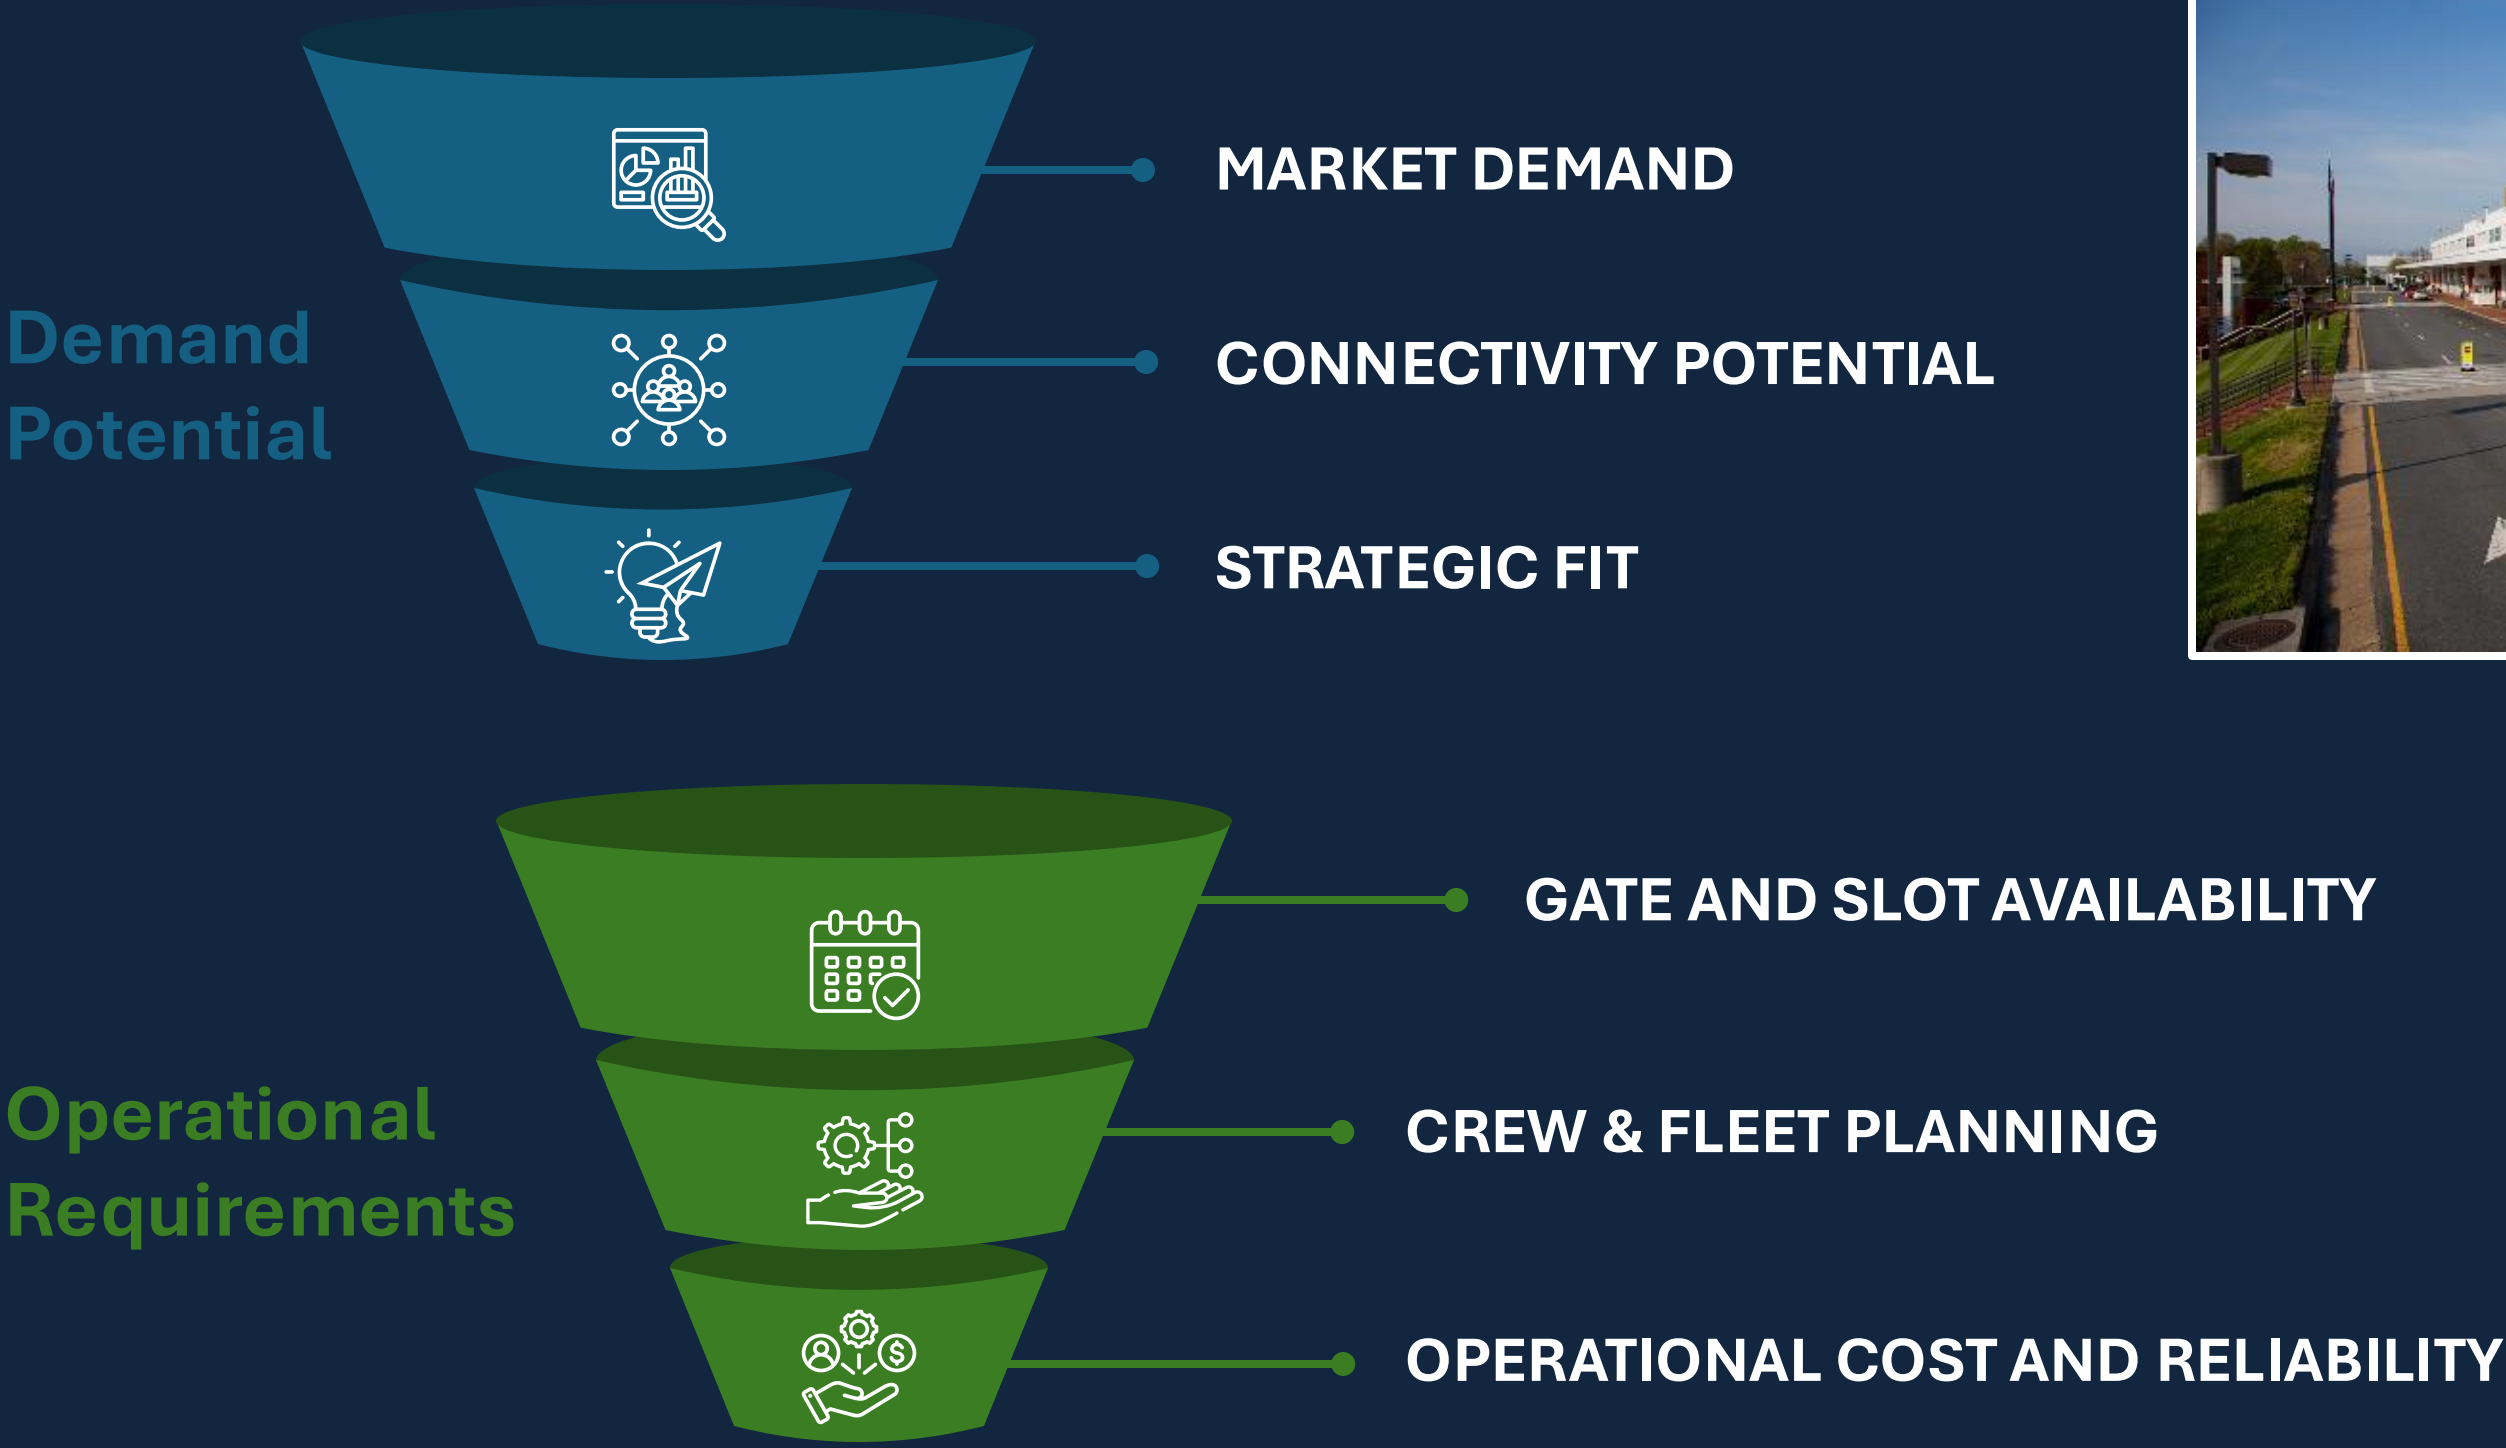 MARKET DEMAND
Demand
Potential
CONNECTIVITY POTENTIAL
STRATEGIC FIT
GATE AND SLOT AVAILABILITY
Operational
Requirements
CREW & FLEET PLANNING
OPERATIONAL COST AND RELIABILITY